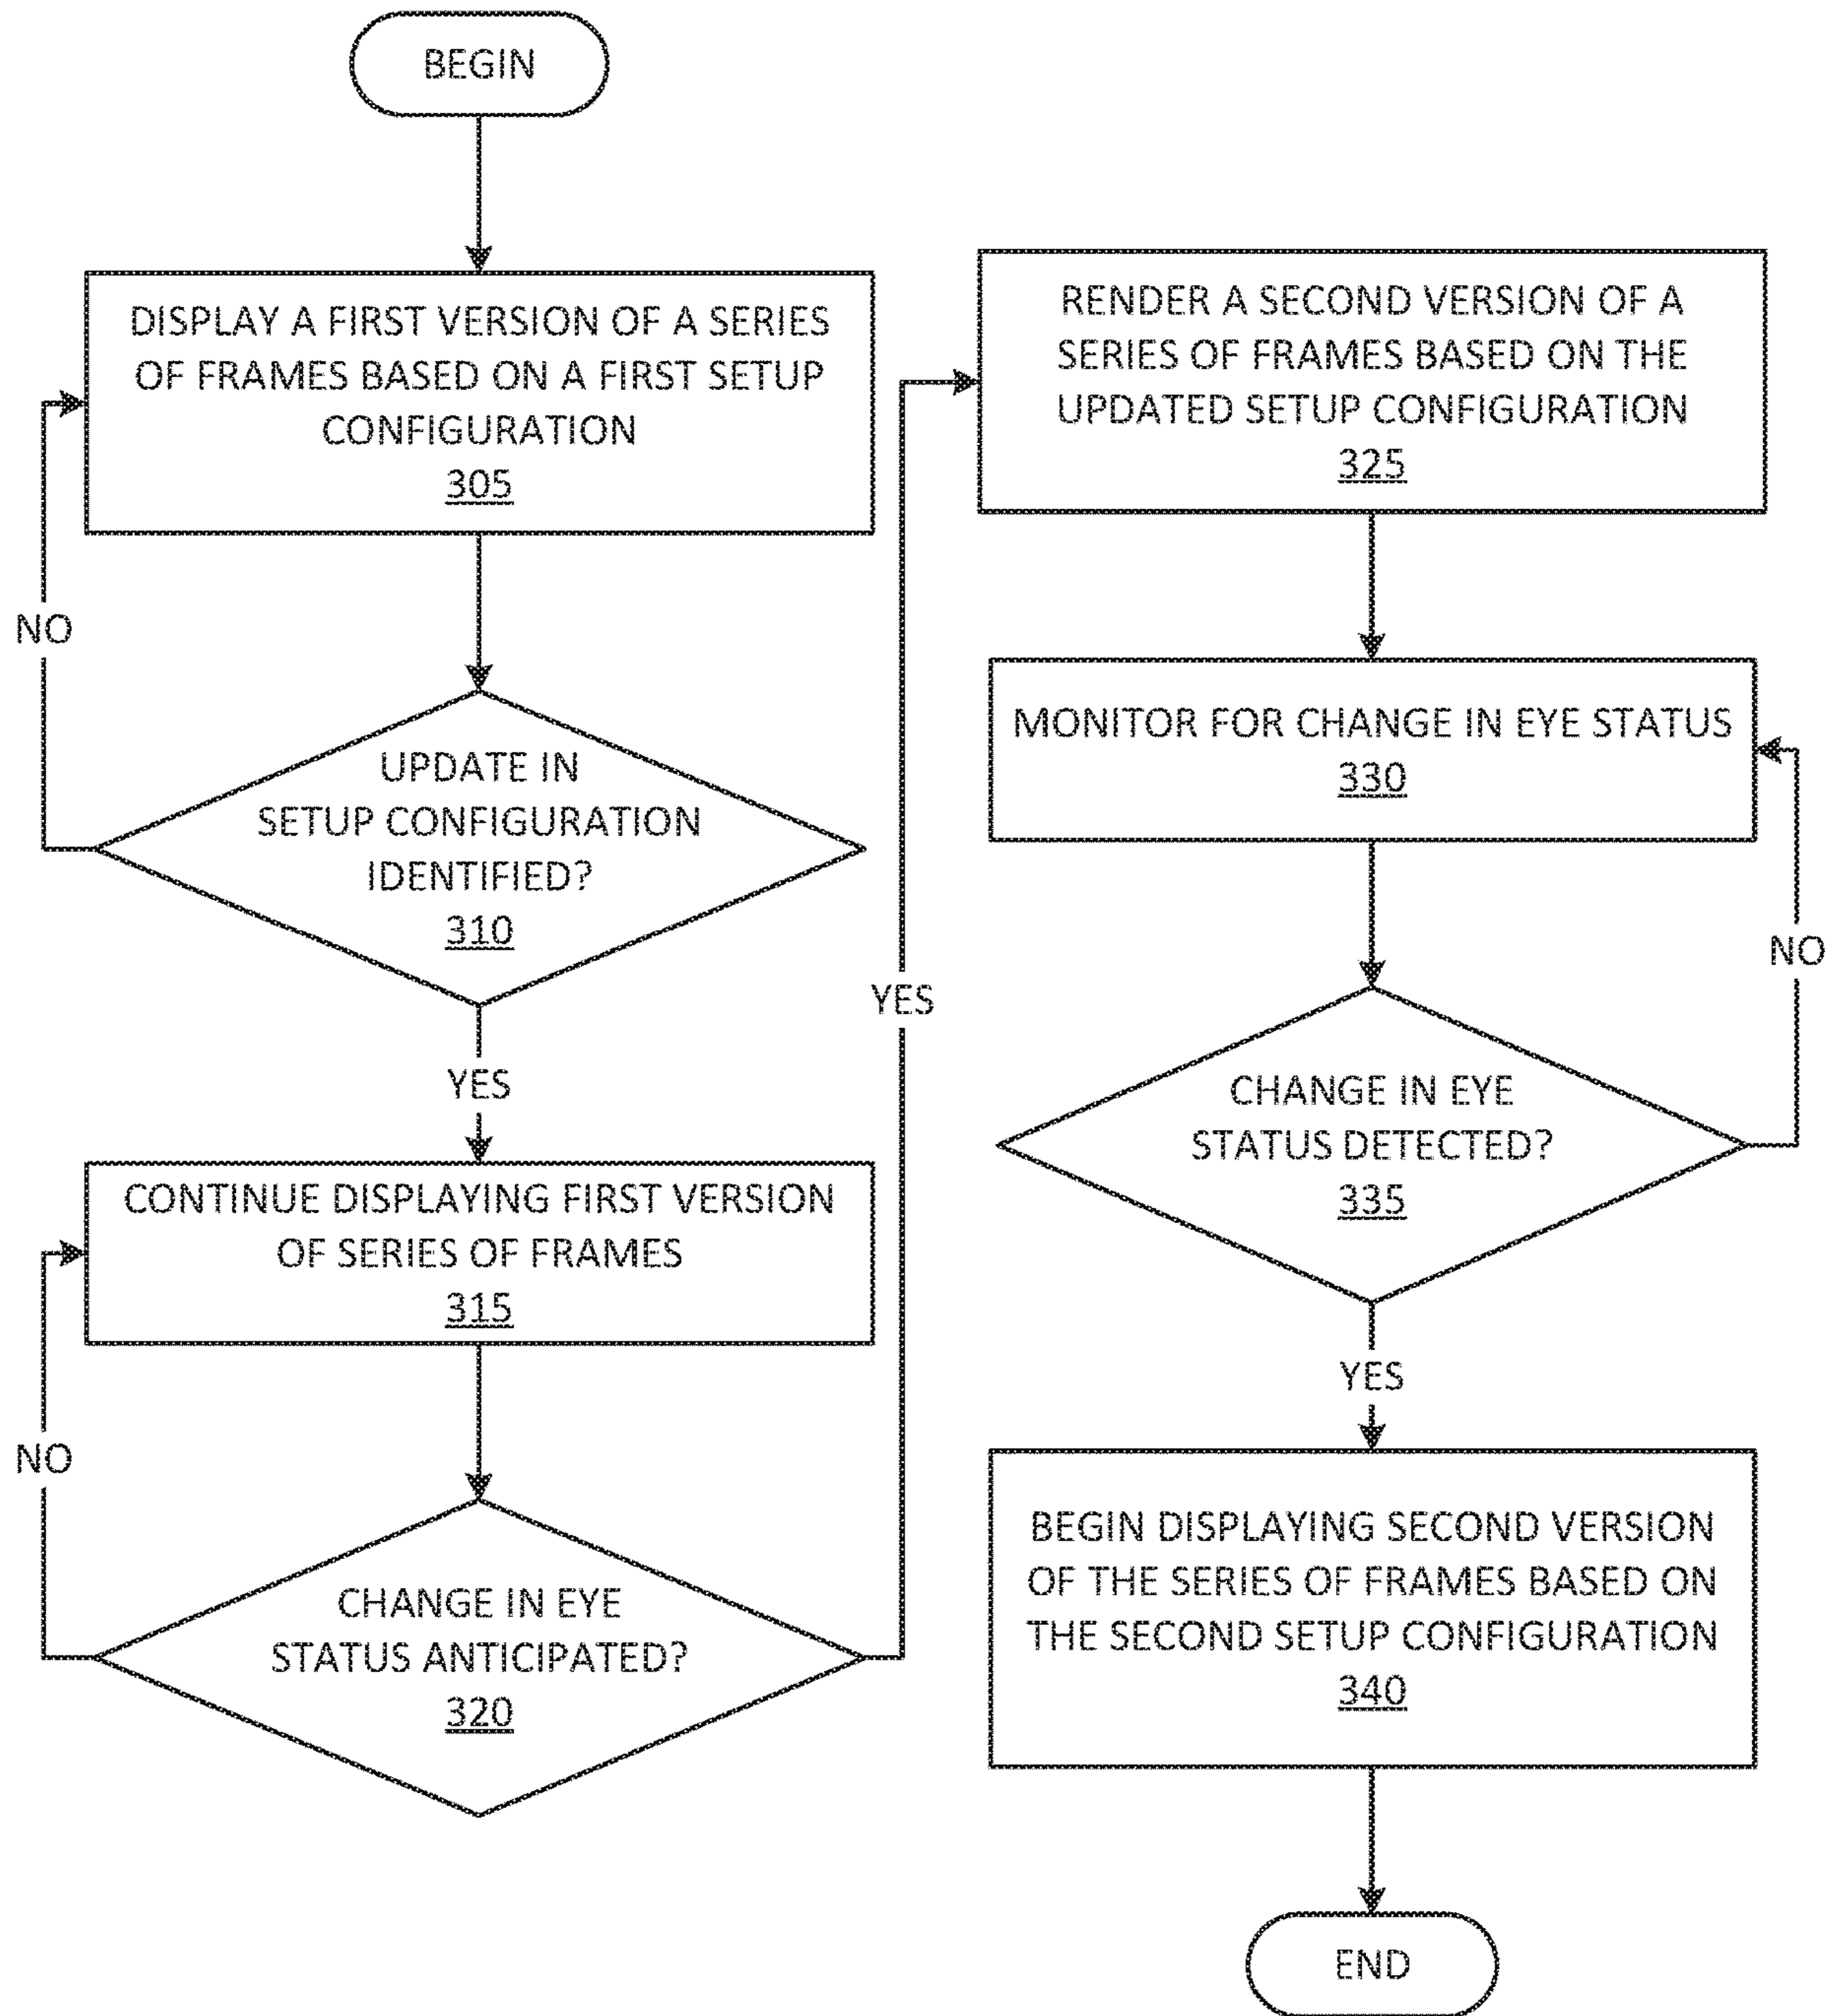 BEGIN
DISPLAY A FIRST VERSION OF A SERIES
OF FRAMES BASED ON A FIRST SETUP
CONFIGURATION
305
NO
UPDATE IN
SETUP CONFIGURATION
IDENTIFIED?
310
YES
CONTINUE DISPLAYING FIRST VERSION
OF SERIES OF FRAMES
315
NO
CHANGE IN EYE
STATUS ANTICIPATED?
320
YES
RENDER A SECOND VERSION OF A
SERIES OF FRAMES BASED ON THE
UPDATED SETUP CONFIGURATION
325
MONITOR FOR CHANGE IN EYE STATUS
330
NO
CHANGE IN EYE
STATUS DETECTED?
335
YES
BEGIN DISPLAYING SECOND VERSION
OF THE SERIES OF FRAMES BASED ON
THE SECOND SETUP CONFIGURATION
340
END